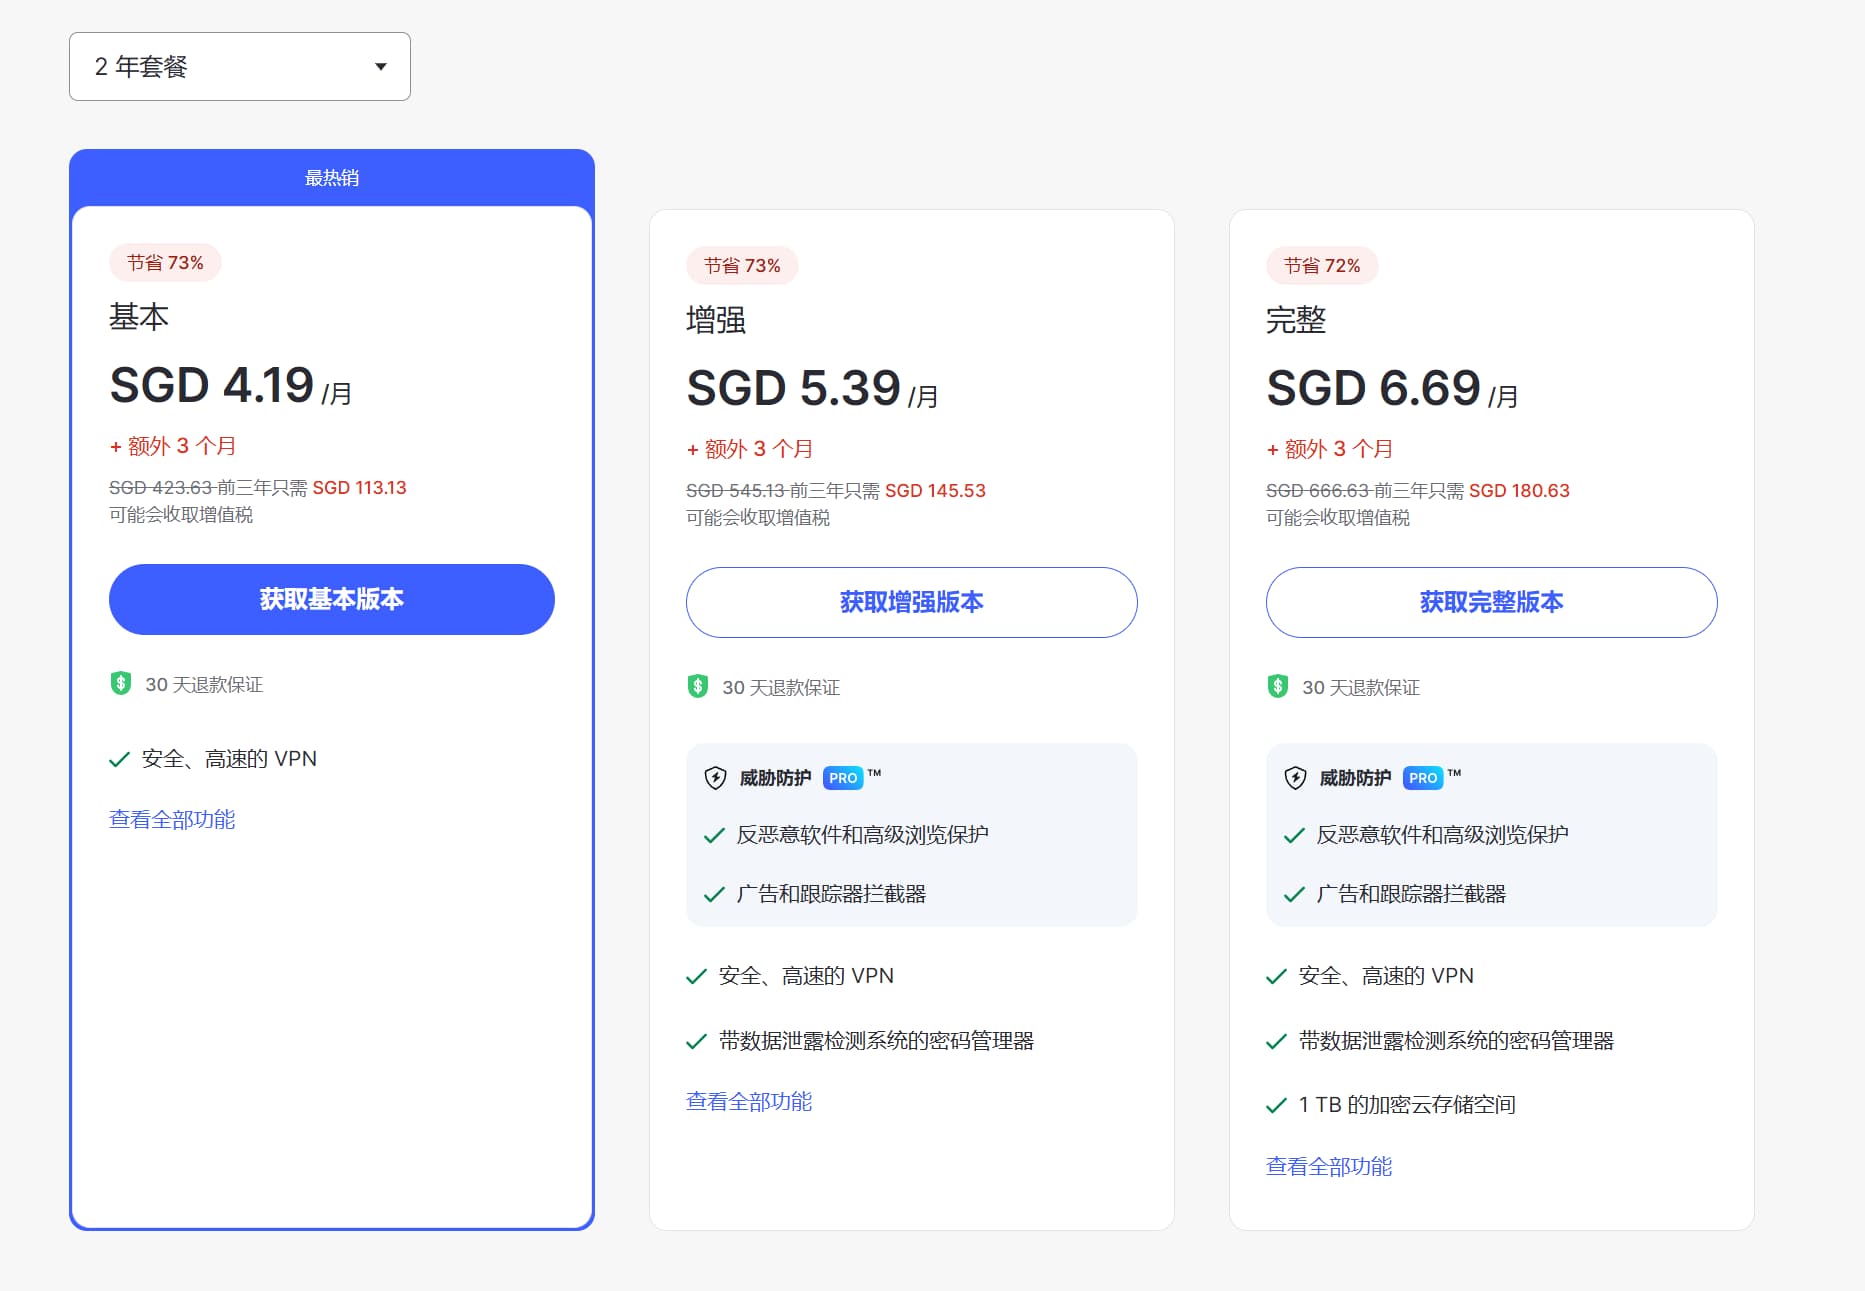 2 年套餐
最热销
节省 73%
基本
SGD 4.19 /月
+ 额外 3 个月
SGD 423.63 前三年只需 SGD 113.13
可能会收取增值税
获取基本版本
30 天退款保证
安全、高速的 VPN
查看全部功能
节省 73%
增强
SGD 5.39 /月
+ 额外 3 个月
SGD 545.13 前三年只需 SGD 145.53
可能会收取增值税
获取增强版本
30 天退款保证
威胁防护 PRO ™
反恶意软件和高级浏览保护
广告和跟踪器拦截器
安全、高速的 VPN
带数据泄露检测系统的密码管理器
查看全部功能
节省 72%
完整
SGD 6.69 /月
+ 额外 3 个月
SGD 666.63 前三年只需 SGD 180.63
可能会收取增值税
获取完整版本
30 天退款保证
威胁防护 PRO ™
反恶意软件和高级浏览保护
广告和跟踪器拦截器
安全、高速的 VPN
带数据泄露检测系统的密码管理器
1 TB 的加密云存储空间
查看全部功能